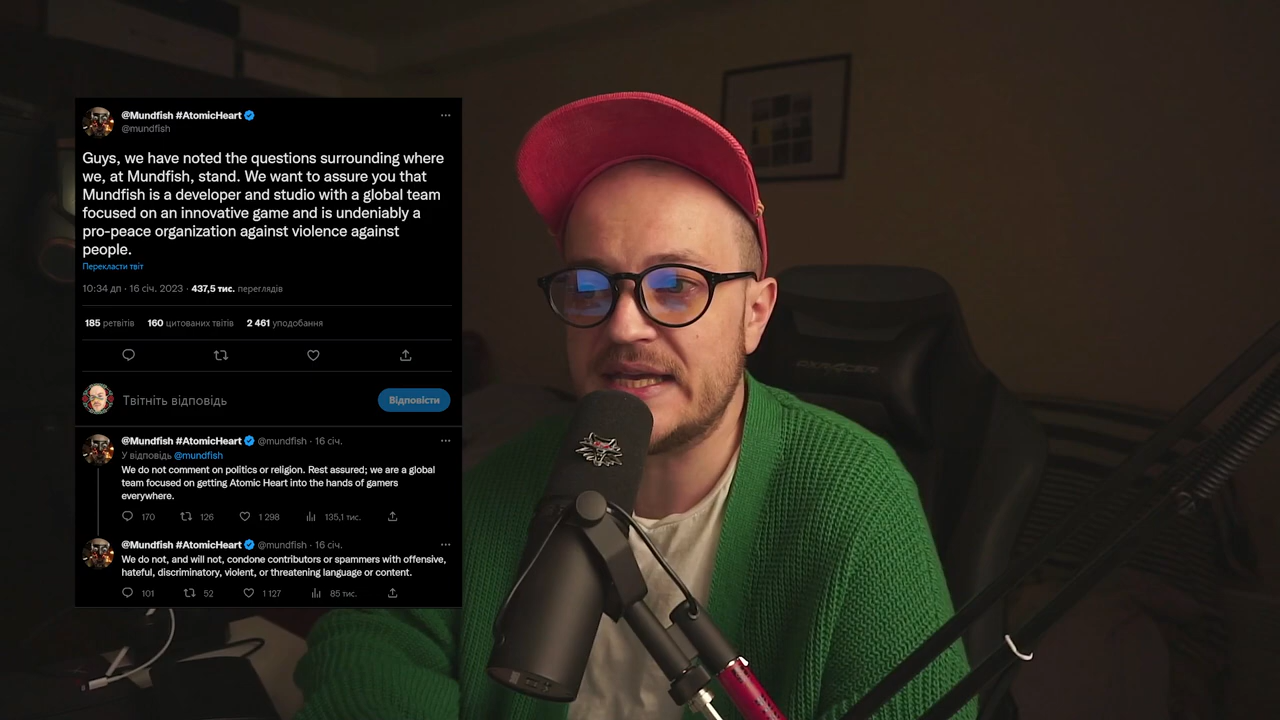 @Mundfish #AtomicHeart
@mundfish
Guys, we have noted the questions surrounding where
we, at Mundfish, stand. We want to assure you that
Mundfish is a developer and studio with a global team
focused on an innovative game and is undeniably a
pro-peace organization against violence against
people.
Перекласти твіт
10:34 дп · 16 січ. 2023 · 437,5 тис. переглядів
185 ретвітів 160 цитованих твітів 2 461 уподобання
Твітніть відповідь
Відповісти
@Mundfish #AtomicHeart @mundfish · 16 січ.
У відповідь @mundfish
We do not comment on politics or religion. Rest assured; we are a global
team focused on getting Atomic Heart into the hands of gamers
everywhere.
170 126 1 298 135,1 тис.
@Mundfish #AtomicHeart @mundfish · 16 січ.
We do not, and will not, condone contributors or spammers with offensive,
hateful, discriminatory, violent, or threatening language or content.
101 52 1 127 85 тис.